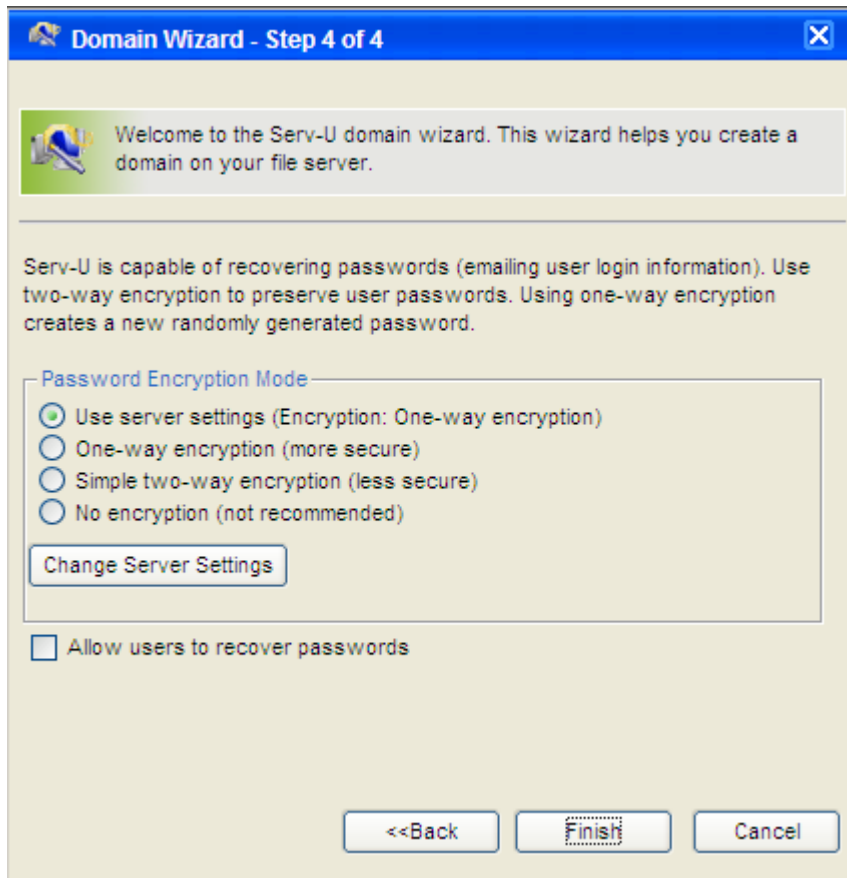 Domain Wizard - Step 4 of 4
Welcome to the Serv-U domain wizard. This wizard helps you create a
domain on your file server.
Serv-U is capable of recovering passwords (emailing user login information). Use
two-way encryption to preserve user passwords. Using one-way encryption
creates a new randomly generated password.
Password Encryption Mode
Use server settings (Encryption: One-way encryption)
One-way encryption (more secure)
Simple two-way encryption (less secure)
No encryption (not recommended)
Change Server Settings
Allow users to recover passwords
<<Back Finish Cancel